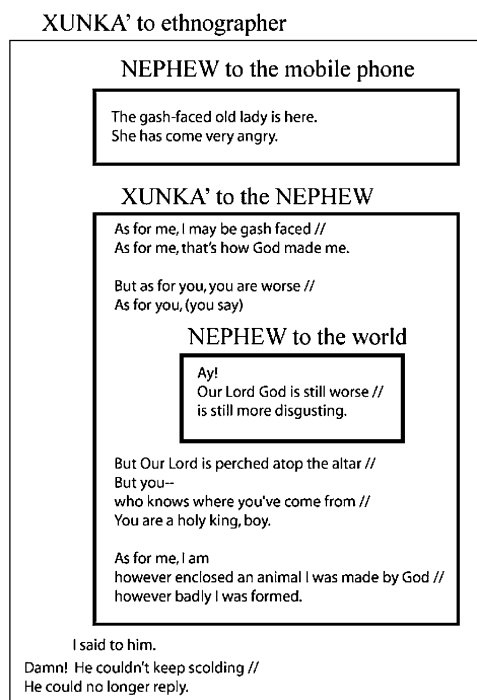 XUNKA' to ethnographer
NEPHEW to the mobile phone
The gash-faced old lady is here.
She has come very angry.
XUNKA' to the NEPHEW
As for me, I may be gash faced //
As for me, that's how God made me.
But as for you, you are worse //
As for you, (you say)
NEPHEW to the world
Ay!
Our Lord God is still worse //
is still more disgusting.
But Our Lord is perched atop the altar //
But you--
who knows where you've come from //
You are a holy king, boy.
As for me, I am
however enclosed an animal I was made by God //
however badly I was formed.
I said to him.
Damn! He couldn't keep scolding //
He could no longer reply.